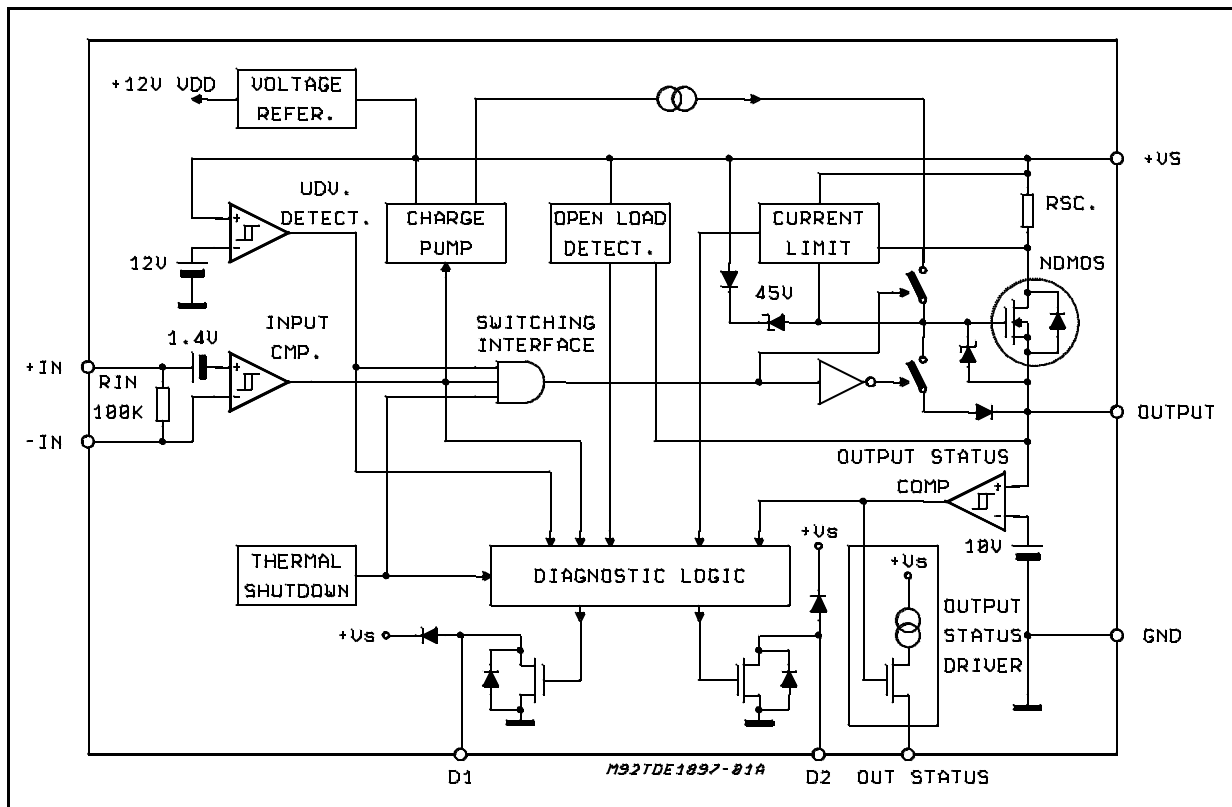 +12V VDD
VOLTAGE
REFER.
+VS
UDV.
DETECT.
CHARGE
PUMP
OPEN LOAD
DETECT.
CURRENT
LIMIT
RSC.
+
-
12V
45V
NDMOS
1.4V
INPUT
CMP.
SWITCHING
INTERFACE
+IN
+
-
RIN
100K
-IN
OUTPUT
OUTPUT STATUS
COMP
+
-
10V
THERMAL
SHUTDOWN
DIAGNOSTIC LOGIC
+Vs
+Vs
OUTPUT
STATUS
DRIVER
+Vs
GND
D1
M92TDE1897-01A
D2
OUT STATUS